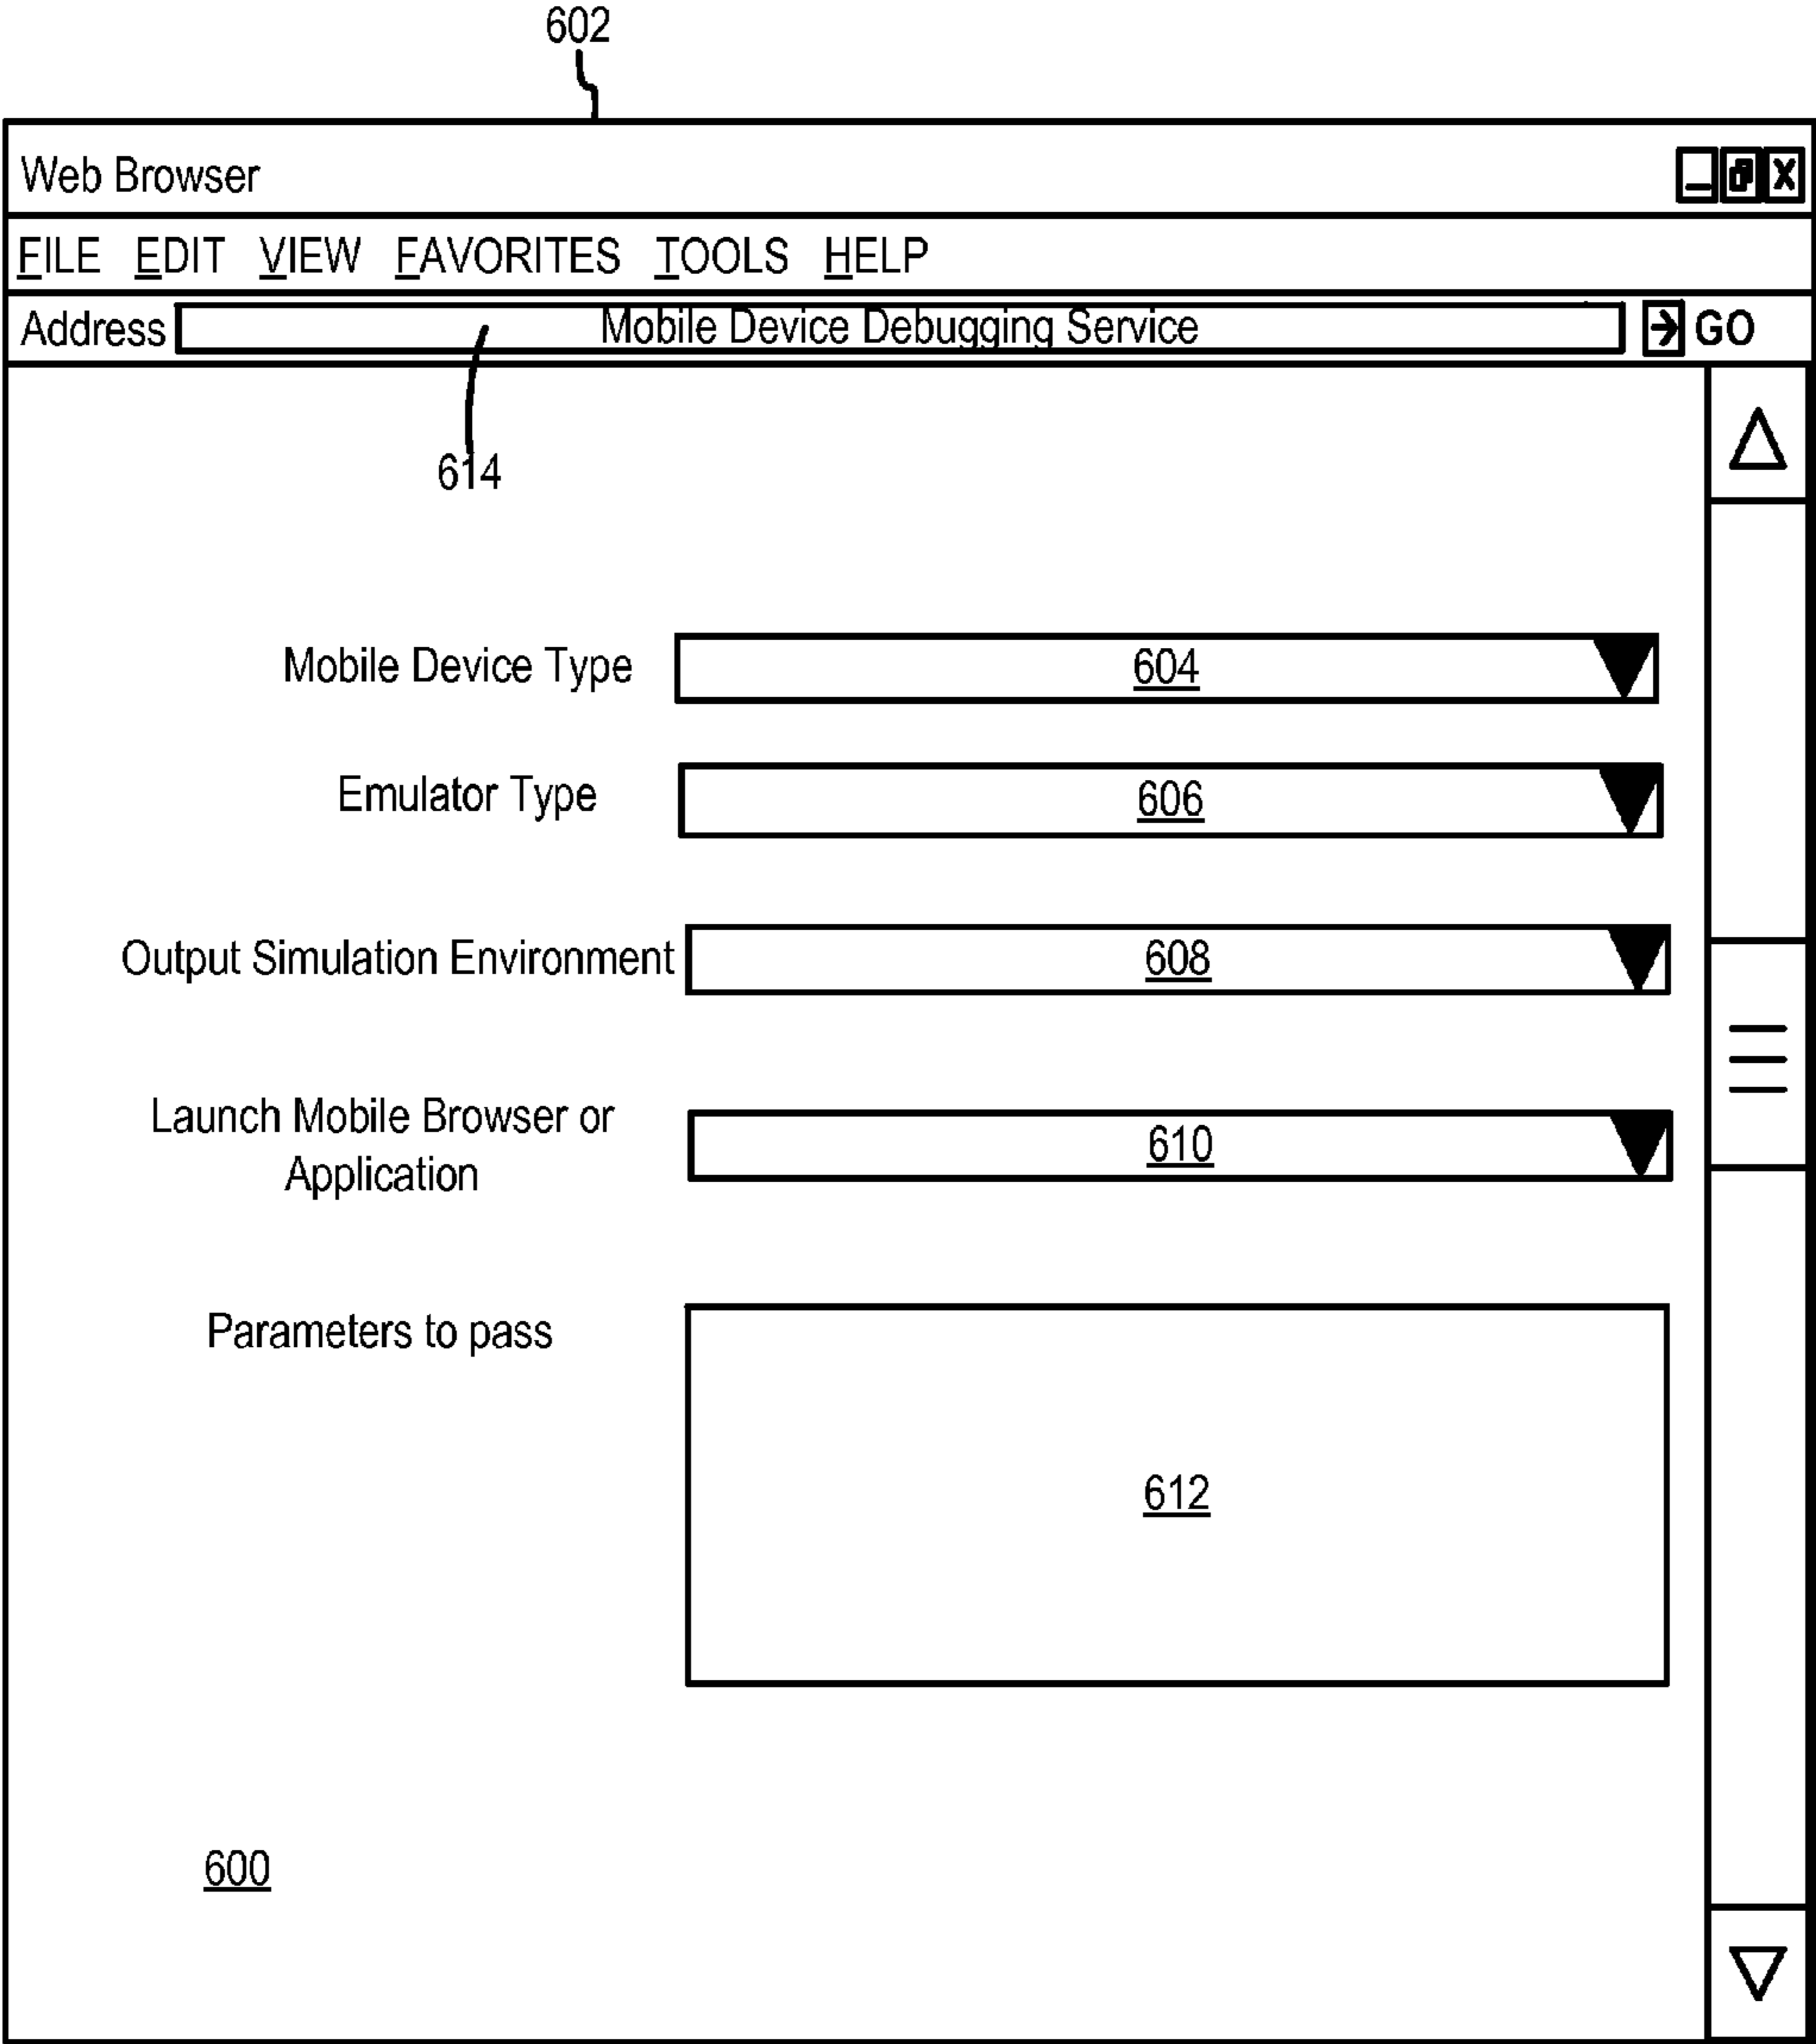 602
Web Browser
FILE EDIT VIEW FAVORITES TOOLS HELP
Address Mobile Device Debugging Service GO
614
Mobile Device Type 604
Emulator Type 606
Output Simulation Environment 608
Launch Mobile Browser or
Application
610
Parameters to pass
612
600